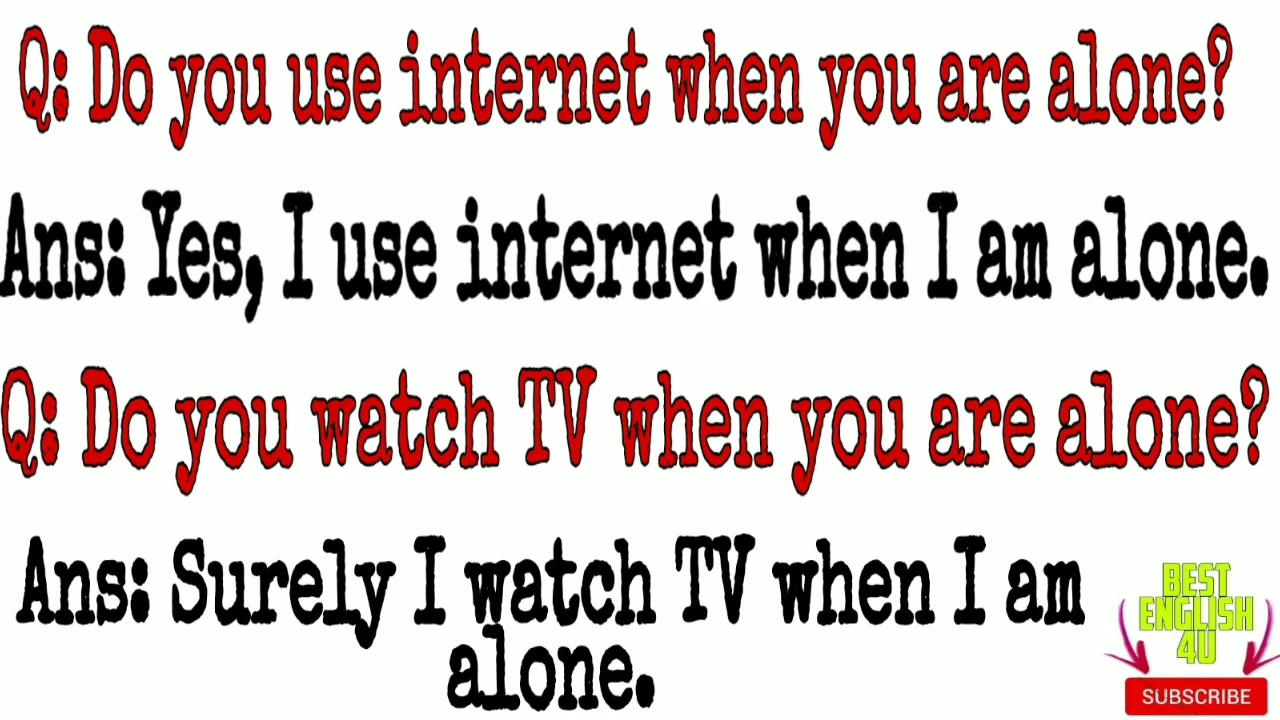 Q: Do you use internet when you are alone?
Ans: Yes, I use internet when I am alone.
Q: Do you watch TV when you are alone?
Ans: Surely I watch TV when I am
alone.
BEST
ENGLISH
4U
SUBSCRIBE